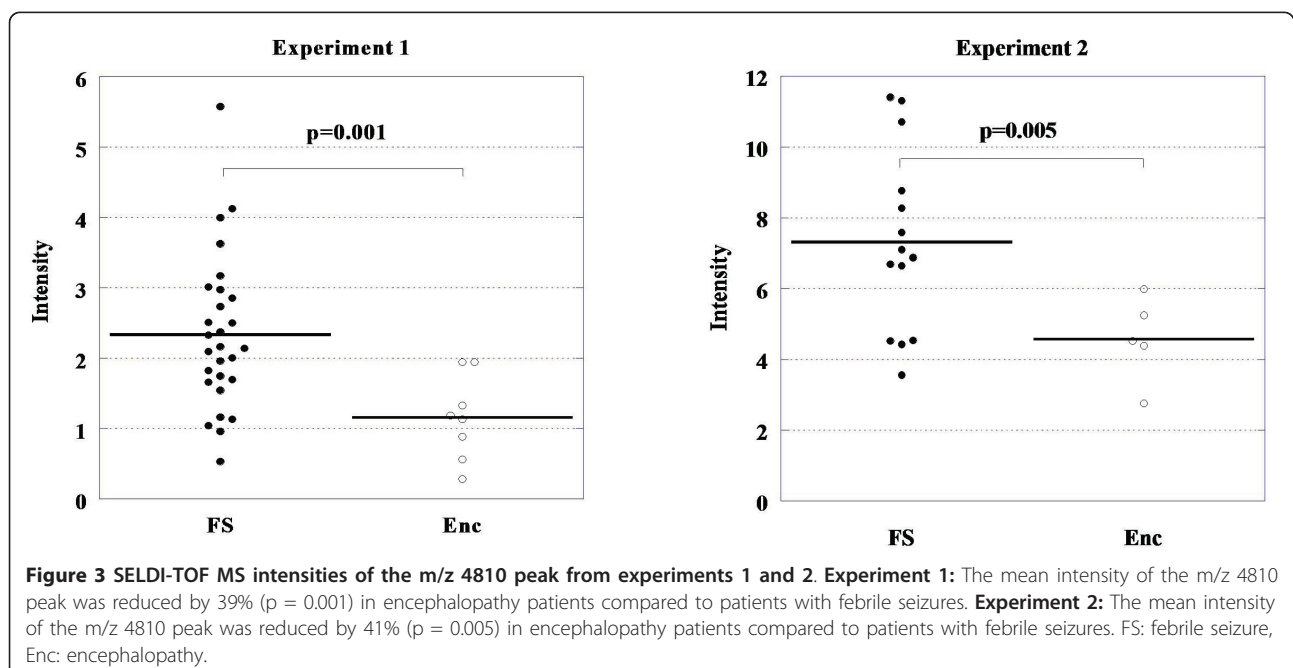 Experiment 1
6
5
4
3
2
1
0
Intensity
p=0.001
FS
Enc
Experiment 2
12
10
8
6
4
2
0
Intensity
p=0.005
FS
Enc
Figure 3 SELDI-TOF MS intensities of the m/z 4810 peak from experiments 1 and 2. Experiment 1: The mean intensity of the m/z 4810
peak was reduced by 39% (p = 0.001) in encephalopathy patients compared to patients with febrile seizures. Experiment 2: The mean intensity
of the m/z 4810 peak was reduced by 41% (p = 0.005) in encephalopathy patients compared to patients with febrile seizures. FS: febrile seizure,
Enc: encephalopathy.